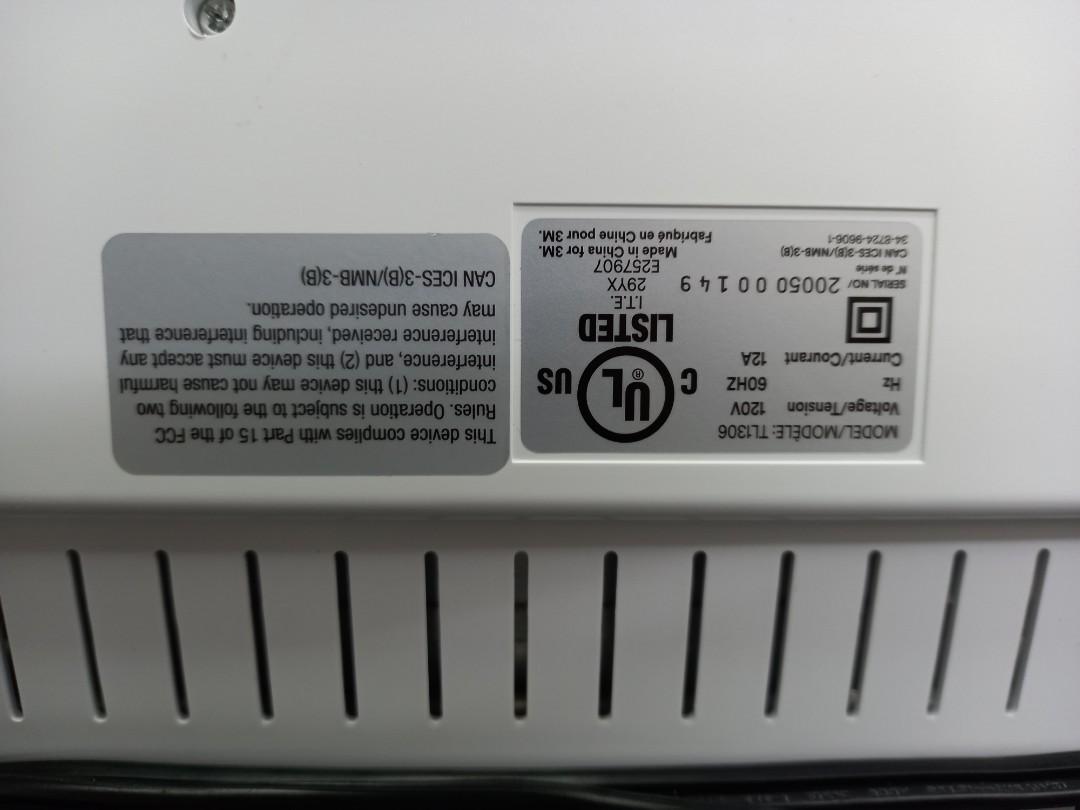 MODEL/MODÈLE: TL1306
Voltage/Tension 120V
Hz 60HZ
Current/Courant 12A
SERIAL NO/ 20050 00149
N° de série
CAN ICES-3(B)/NMB-3(B)
34-8724-9606-1
C UL® US
LISTED
I.T.E.
29YX
E257907
Made in China for 3M.
Fabriqué en Chine pour 3M.
This device complies with Part 15 of the FCC
Rules. Operation is subject to the following two
conditions: (1) this device may not cause harmful
interference, and (2) this device must accept any
interference received, including interference that
may cause undesired operation.
CAN ICES-3(B)/NMB-3(B)